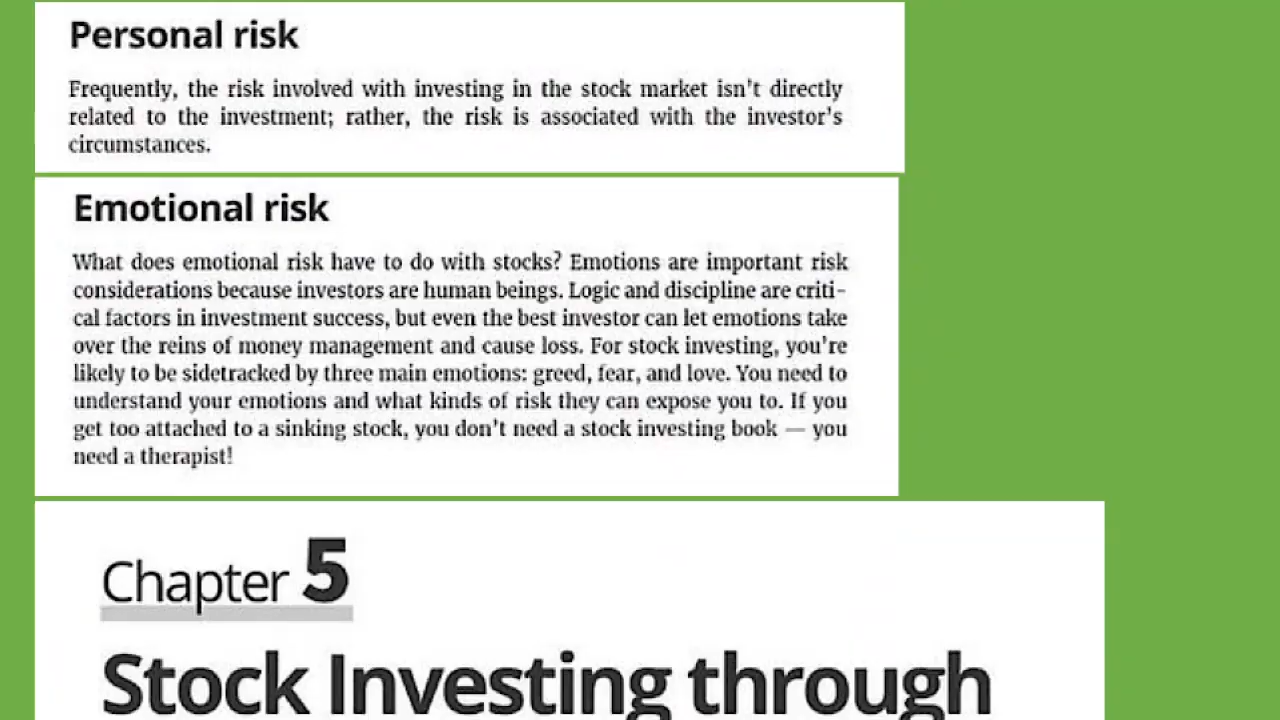 Personal risk
Frequently, the risk involved with investing in the stock market isn't directly
related to the investment; rather, the risk is associated with the investor's
circumstances.
Emotional risk
What does emotional risk have to do with stocks? Emotions are important risk
considerations because investors are human beings. Logic and discipline are criti-
cal factors in investment success, but even the best investor can let emotions take
over the reins of money management and cause loss. For stock investing, you're
likely to be sidetracked by three main emotions: greed, fear, and love. You need to
understand your emotions and what kinds of risk they can expose you to. If you
get too attached to a sinking stock, you don't need a stock investing book — you
need a therapist!
Chapter 5
Stock Investing through